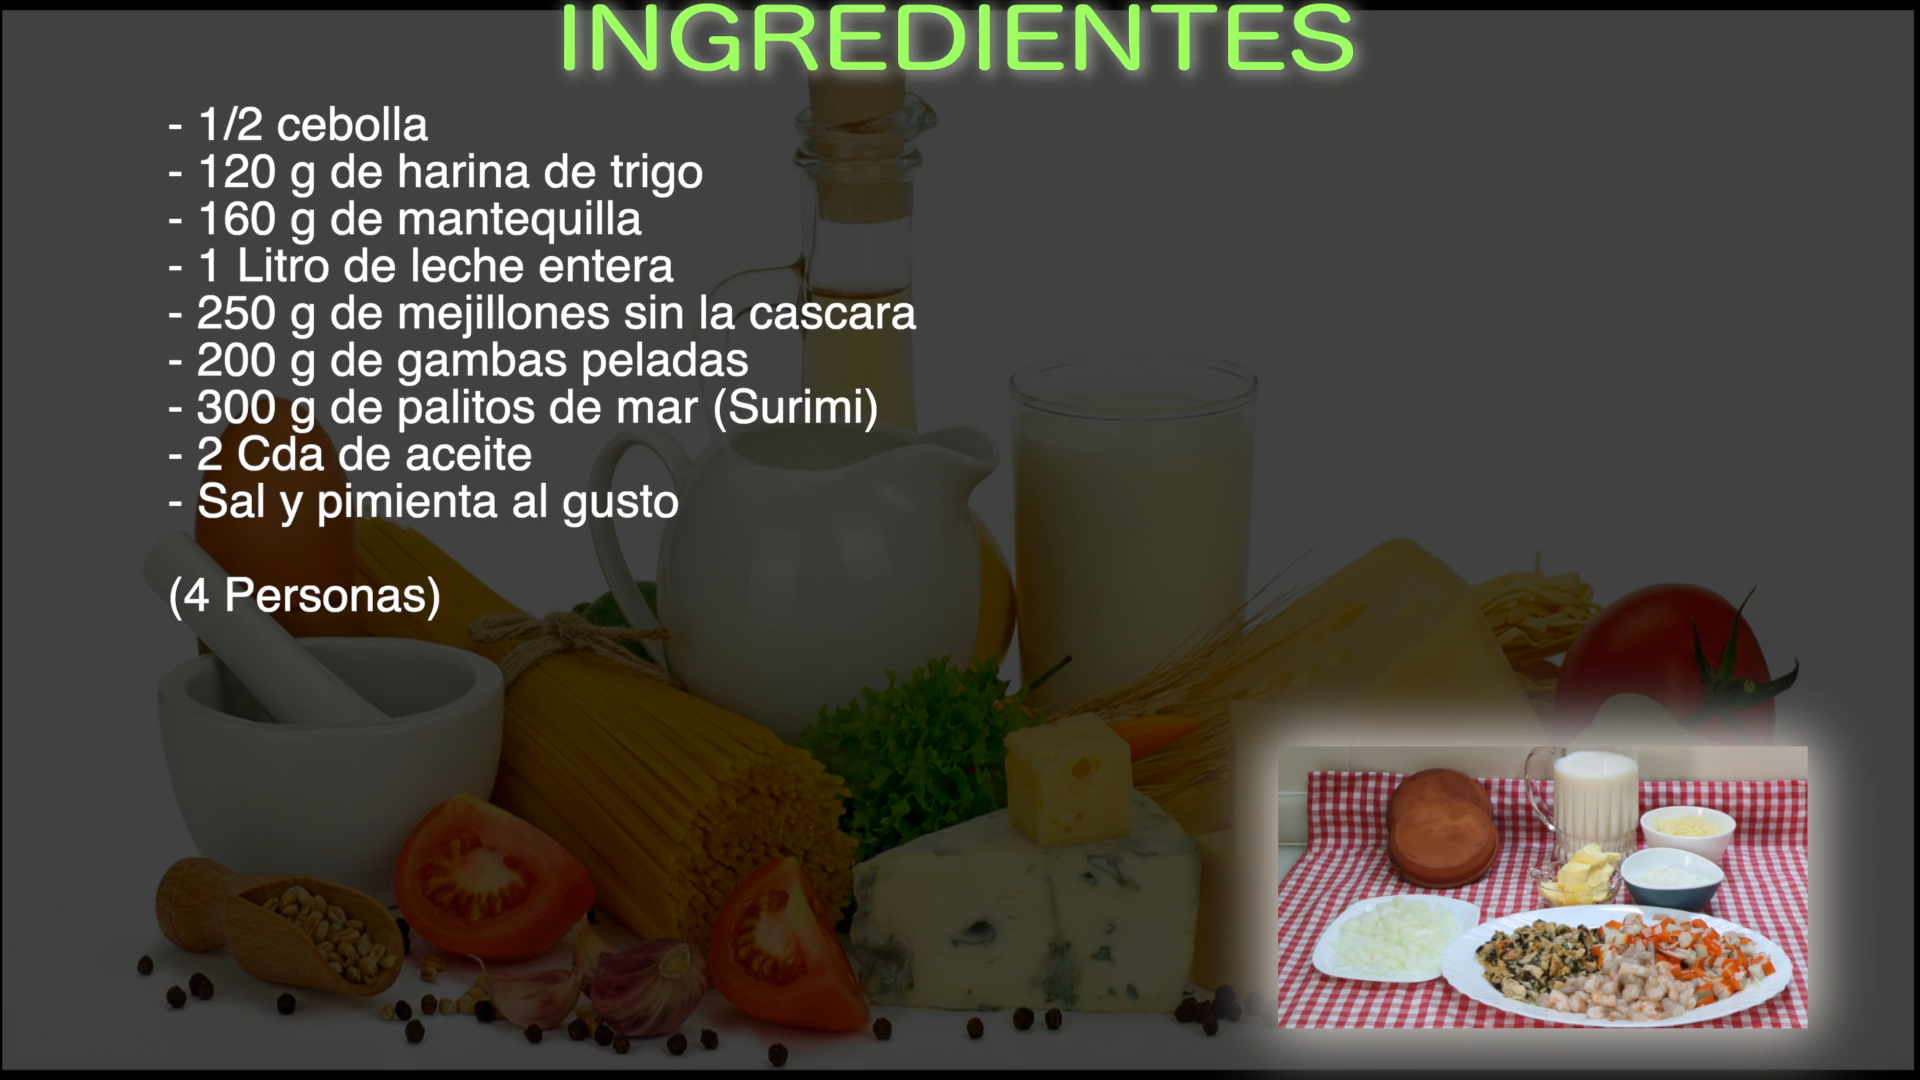 INGREDIENTES
- 1/2 cebolla
- 120 g de harina de trigo
- 160 g de mantequilla
- 1 Litro de leche entera
- 250 g de mejillones sin la cascara
- 200 g de gambas peladas
- 300 g de palitos de mar (Surimi)
- 2 Cda de aceite
- Sal y pimienta al gusto
(4 Personas)